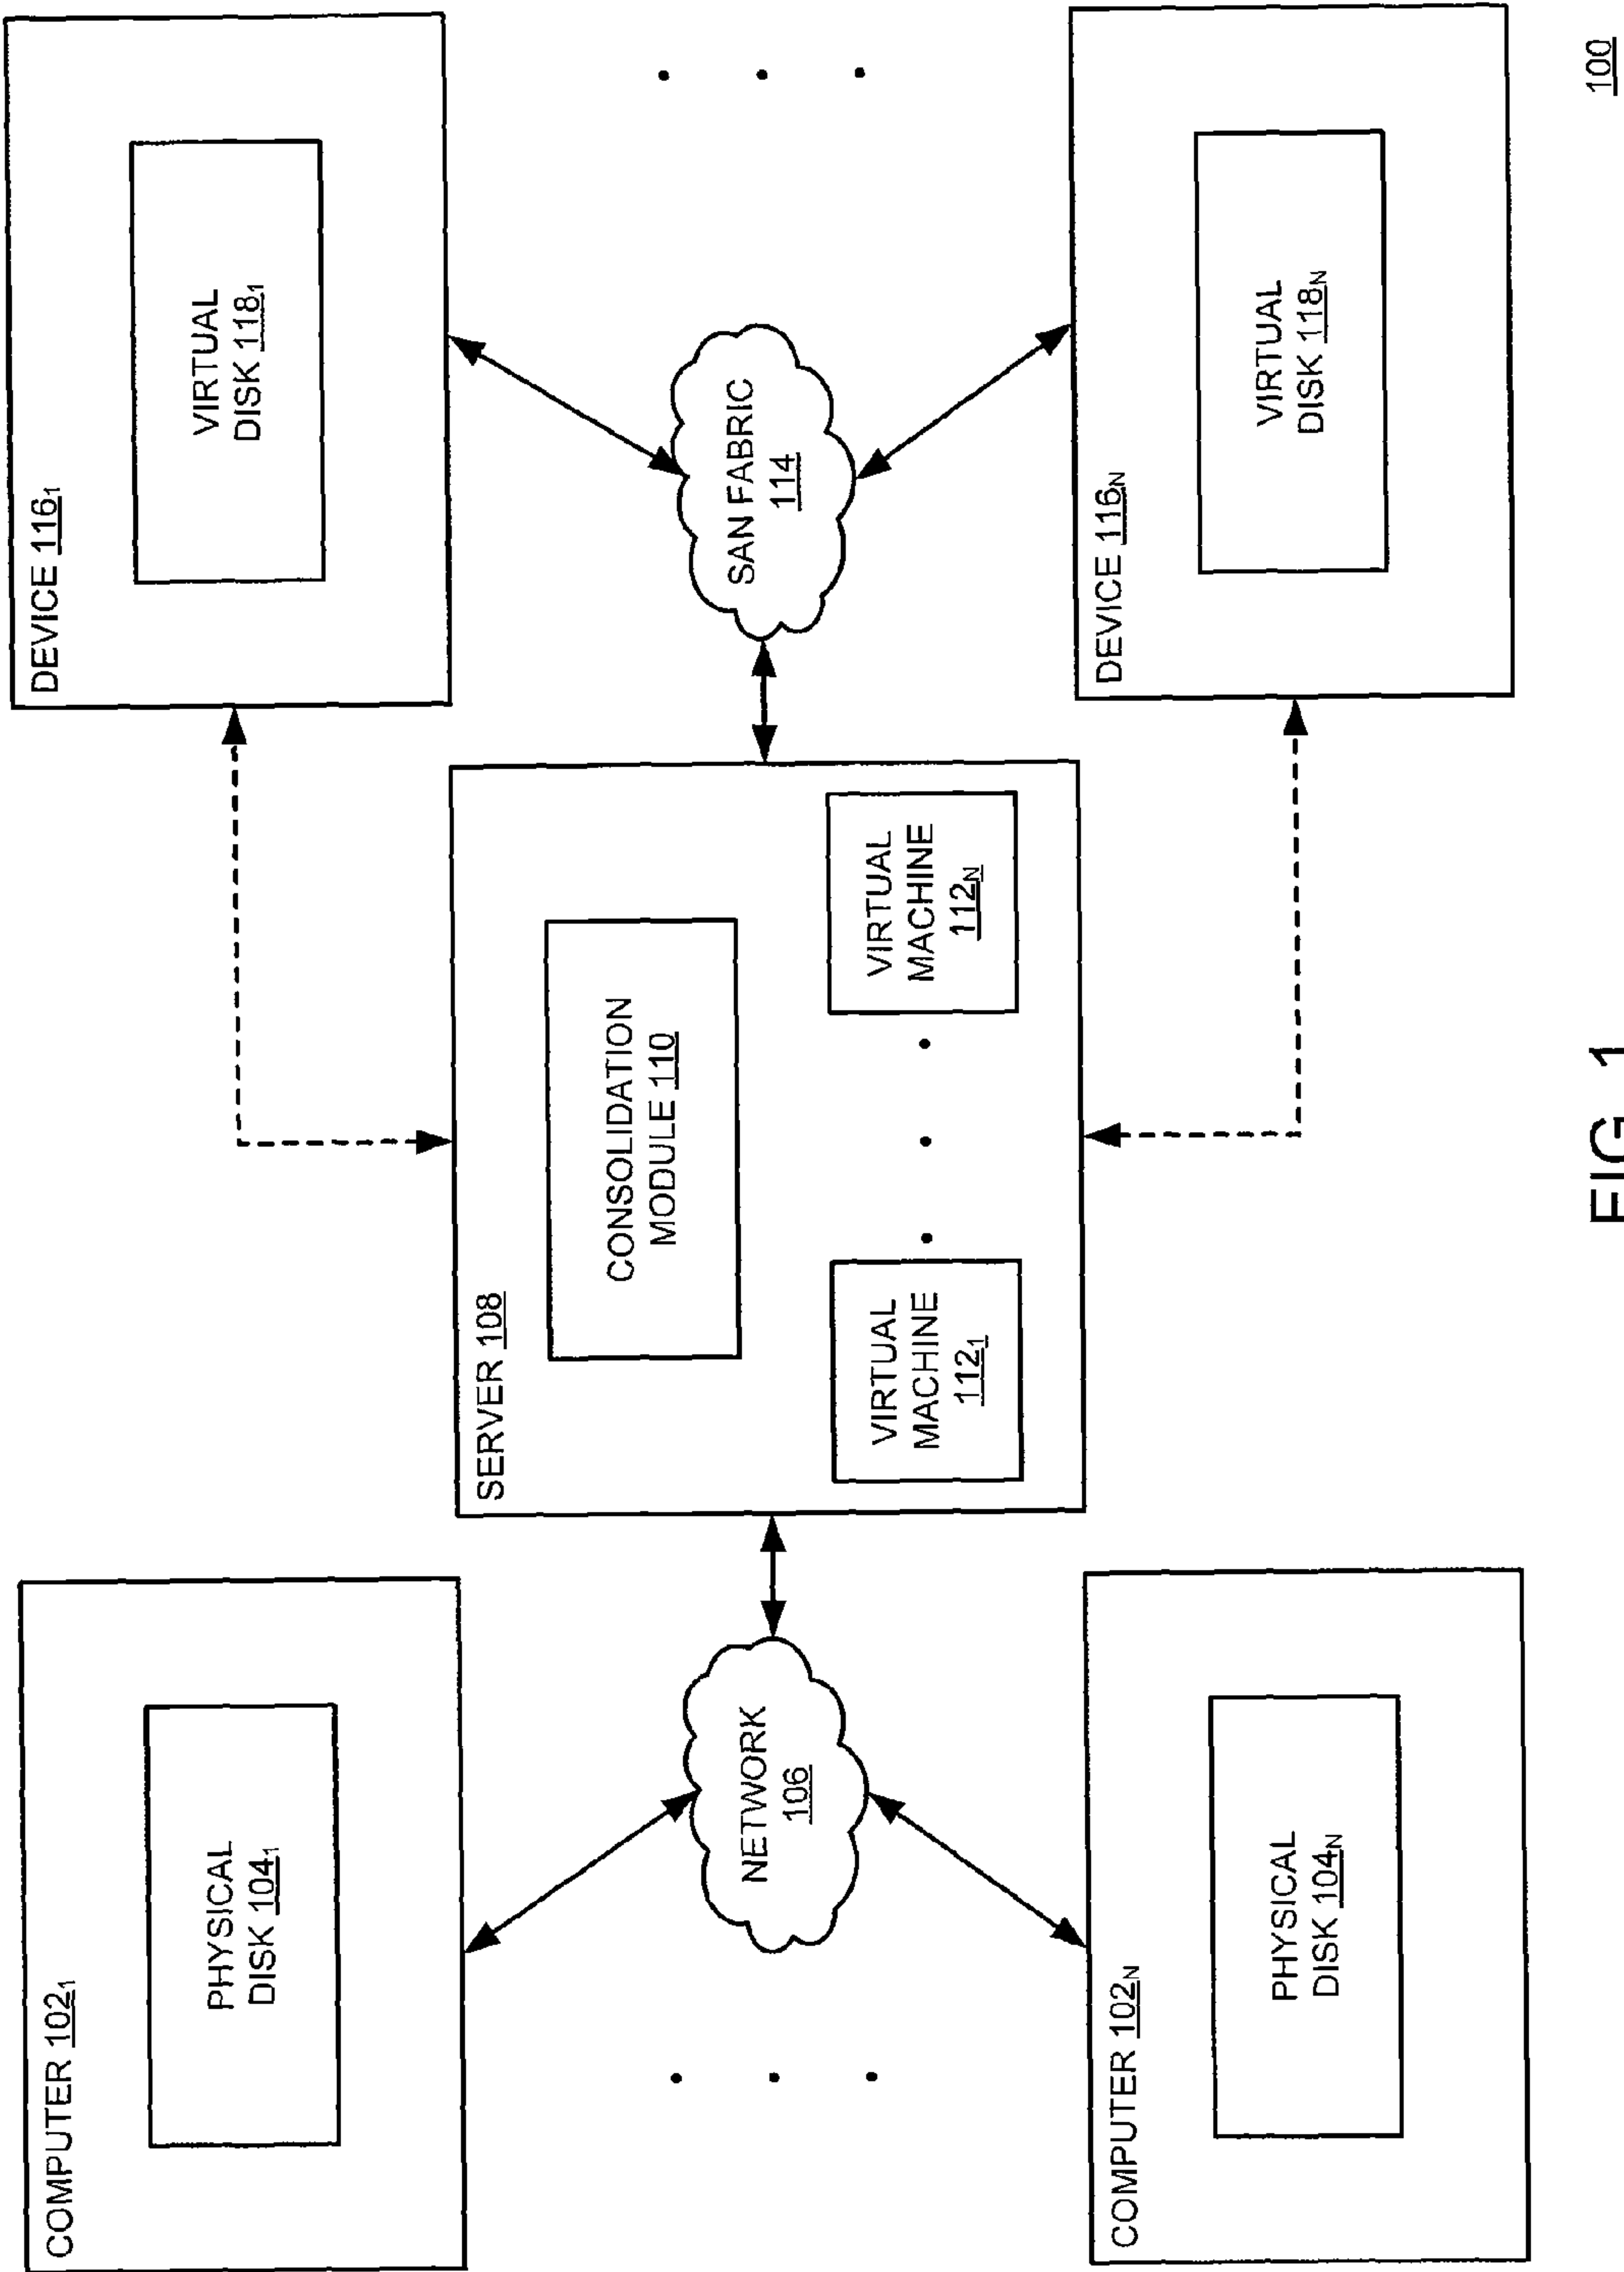 COMPUTER 102₁
PHYSICAL
DISK 104₁
NETWORK
106
COMPUTER 102N
PHYSICAL
DISK 104N
SERVER 108
CONSOLIDATION
MODULE 110
VIRTUAL
MACHINE
112₁
VIRTUAL
MACHINE
112N
DEVICE 116₁
VIRTUAL
DISK 118₁
SAN FABRIC
114
DEVICE 116N
VIRTUAL
DISK 118N
FIG. 1
100